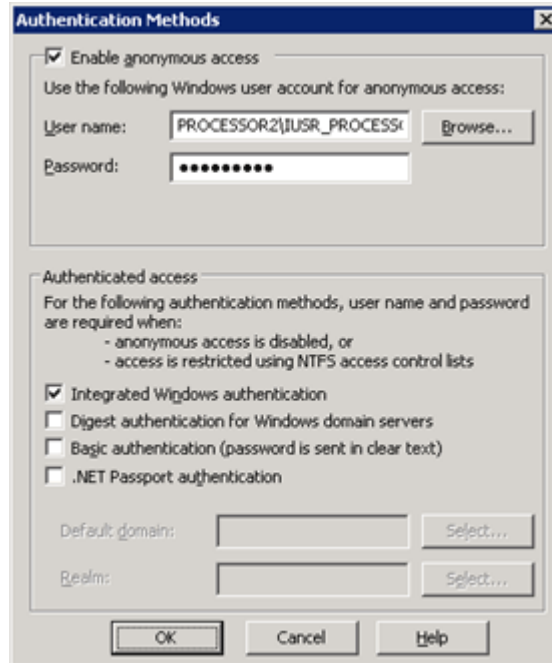 Authentication Methods
Enable anonymous access
Use the following Windows user account for anonymous access:
User name: PROCESSOR2\IUSR_PROCESS Browse...
Password: ●●●●●●●●●
Authenticated access
For the following authentication methods, user name and password
are required when:
- anonymous access is disabled, or
- access is restricted using NTFS access control lists
Integrated Windows authentication
Digest authentication for Windows domain servers
Basic authentication (password is sent in clear text)
.NET Passport authentication
Default domain: Select...
Realm: Select...
OK Cancel Help